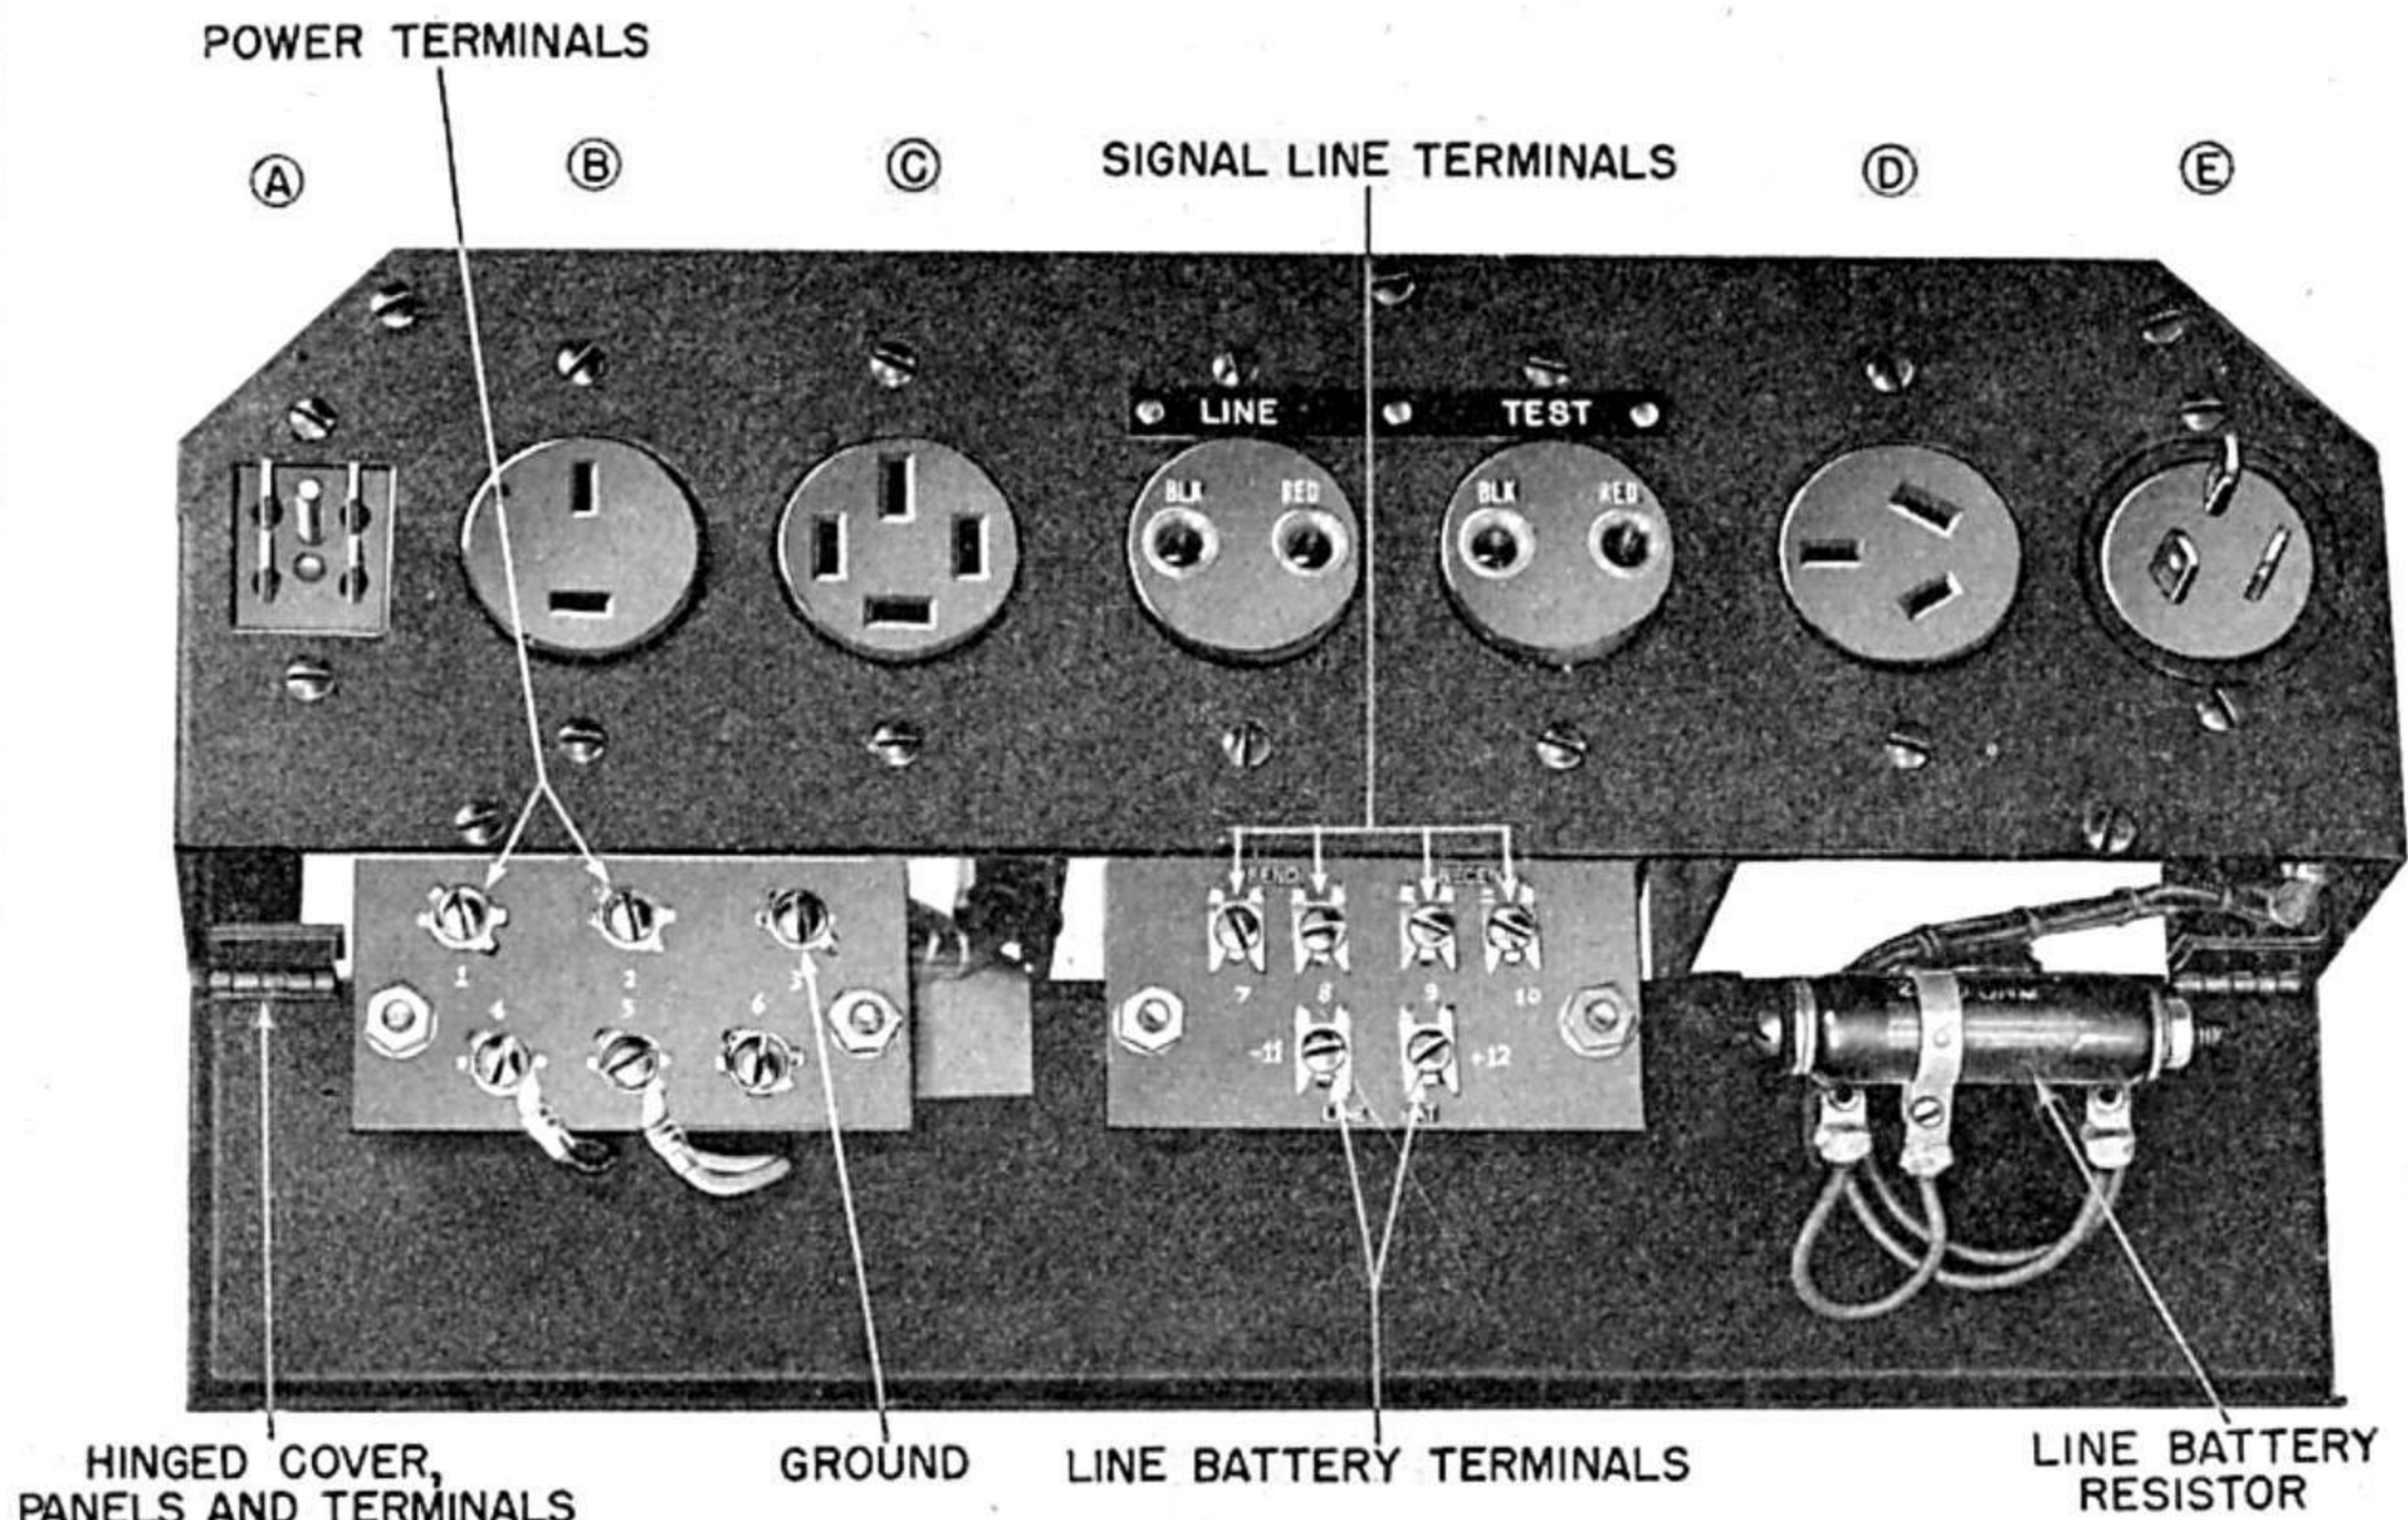 POWER TERMINALS
A
B
C
SIGNAL LINE TERMINALS
D
E
LINE
TEST
BLK
RED
BLK
RED
1
2
3
4
5
6
7
8
9
10
-11
+12
HINGED COVER,
PANELS AND TERMINALS
GROUND
LINE BATTERY TERMINALS
LINE BATTERY
RESISTOR